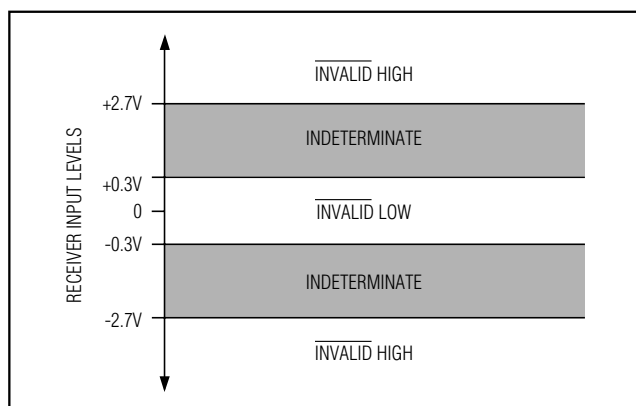 INVALID HIGH
+2.7V
INDETERMINATE
+0.3V
0
INVALID LOW
-0.3V
INDETERMINATE
-2.7V
INVALID HIGH
RECEIVER INPUT LEVELS